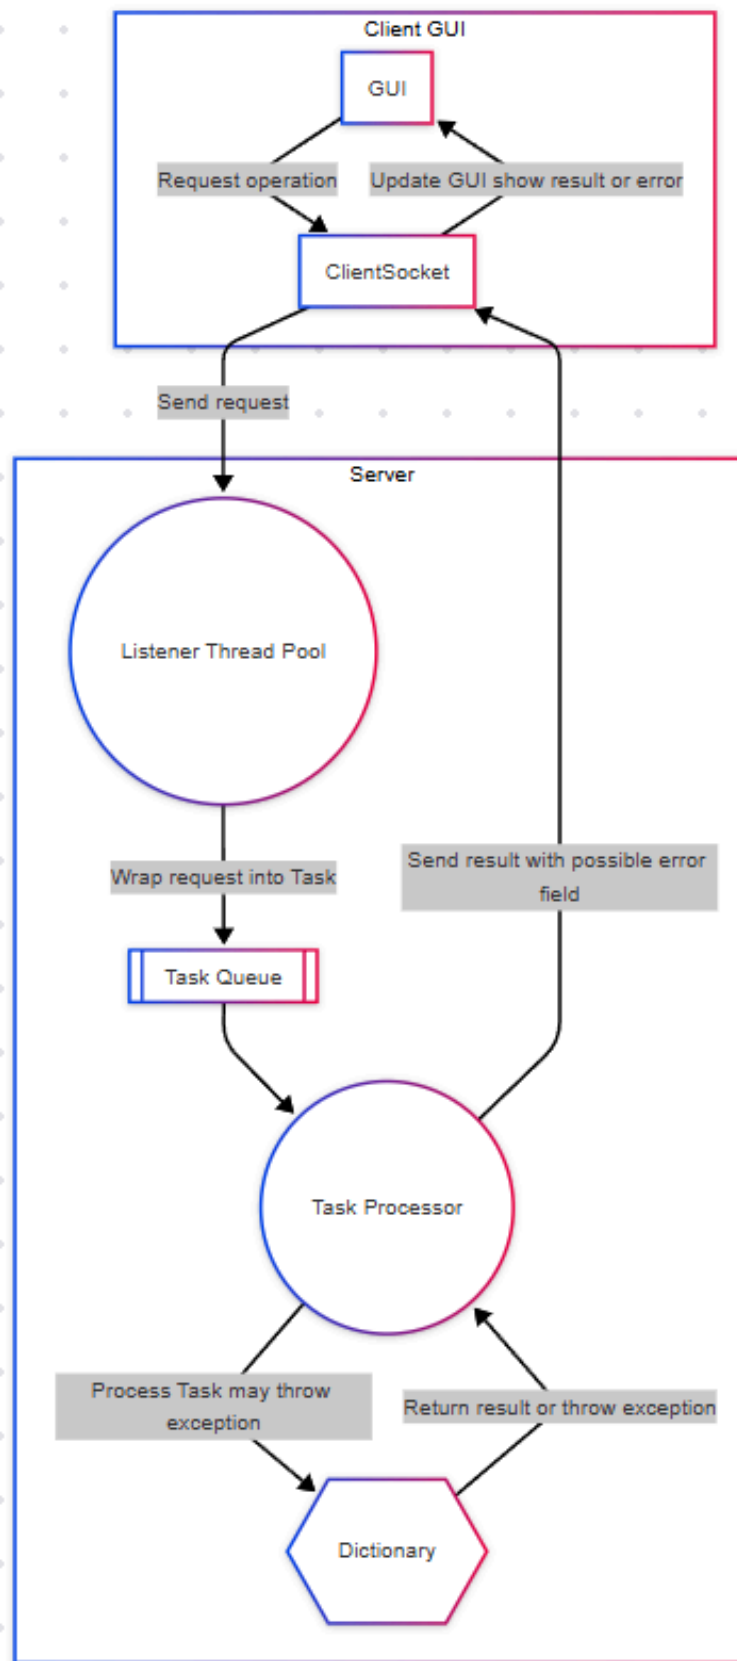 Client GUI
GUI
Request operation
Update GUI show result or error
ClientSocket
Send request
Server
Listener Thread Pool
Wrap request into Task
Send result with possible error
field
Task Queue
Task Processor
Process Task may throw
exception
Return result or throw exception
Dictionary